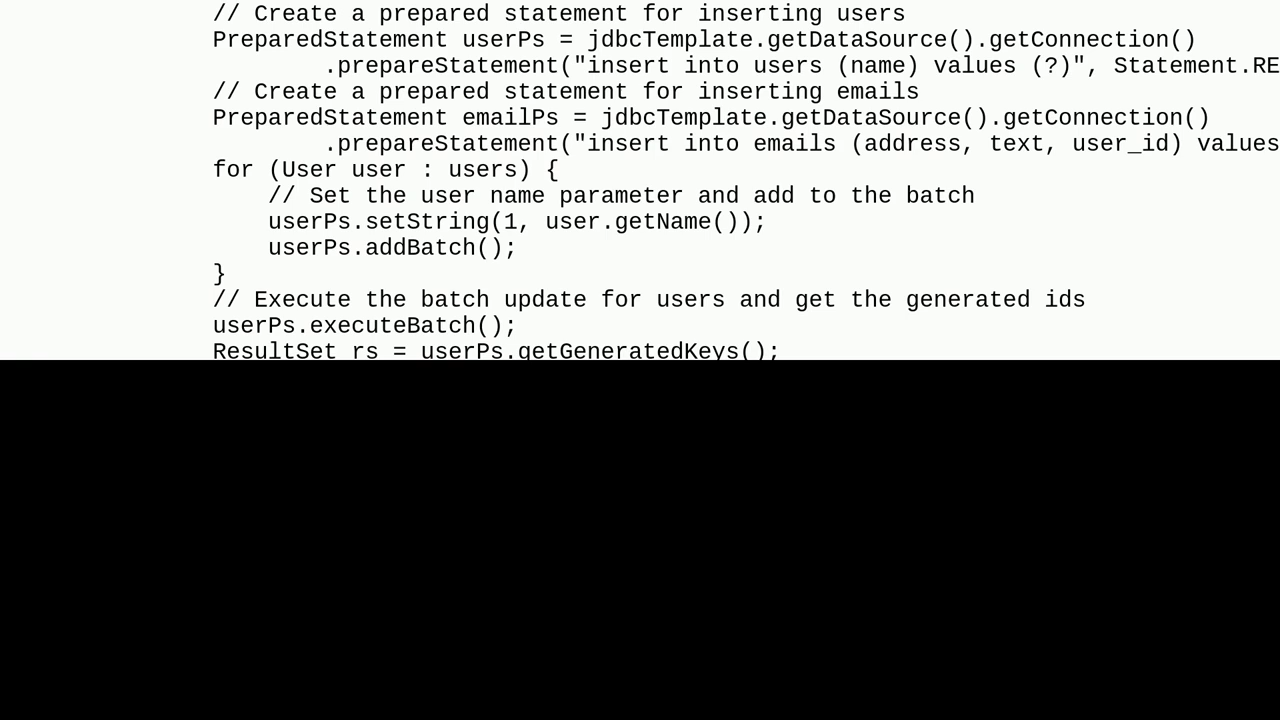 // Create a prepared statement for inserting users
PreparedStatement userPs = jdbcTemplate.getDataSource().getConnection()
.prepareStatement("insert into users (name) values (?)", Statement.RE
// Create a prepared statement for inserting emails
PreparedStatement emailPs = jdbcTemplate.getDataSource().getConnection()
.prepareStatement("insert into emails (address, text, user_id) values
for (User user : users) {
// Set the user name parameter and add to the batch
userPs.setString(1, user.getName());
userPs.addBatch();
}
// Execute the batch update for users and get the generated ids
userPs.executeBatch();
ResultSet rs = userPs.getGeneratedKeys();